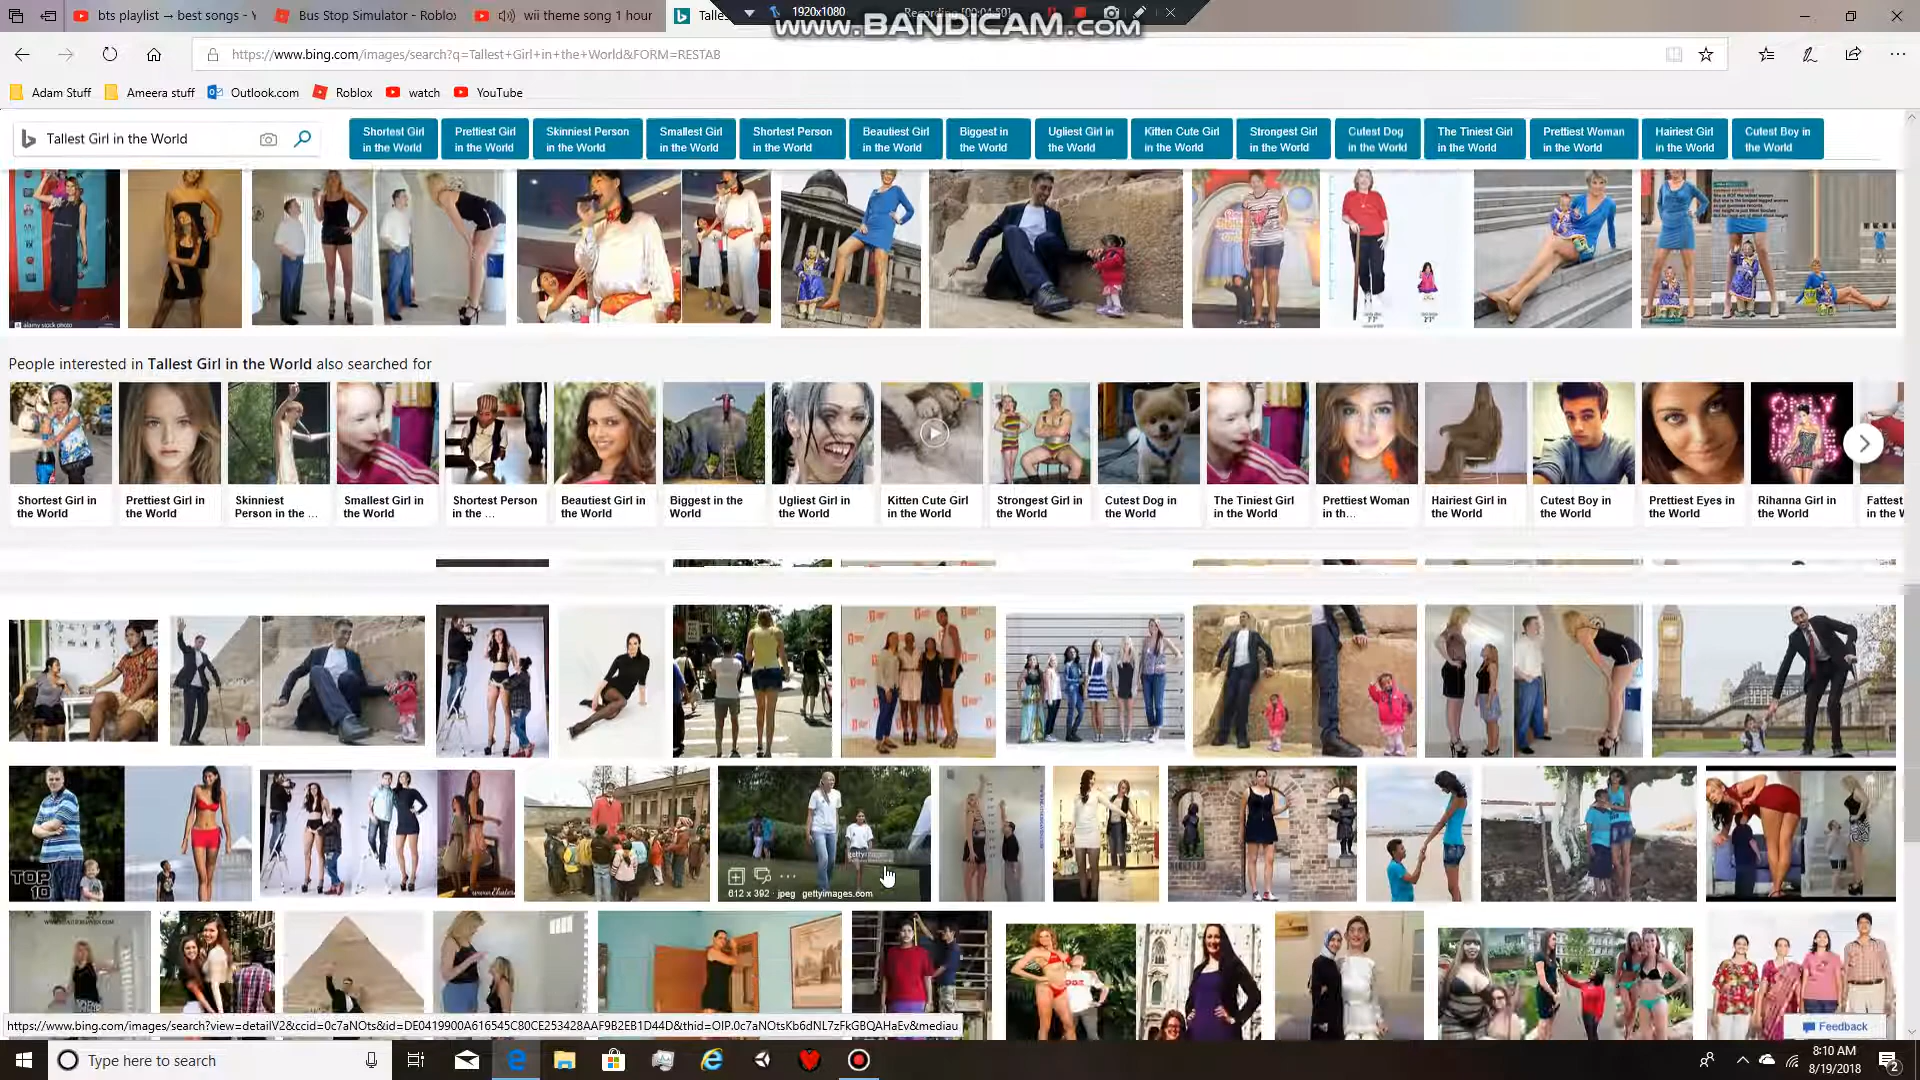 bts playlist → best songs - Y
Bus Stop Simulator - Roblox
wii theme song 1 hour
Talles
1920x1080
Recording [00:04:50]
www.BANDICAM.com
https://www.bing.com/images/search?q=Tallest+Girl+in+the+World&FORM=RESTAB
Adam Stuff
Ameera stuff
Outlook.com
Roblox
watch
YouTube
Tallest Girl in the World
Shortest Girl in the World
Prettiest Girl in the World
Skinniest Person in the World
Smallest Girl in the World
Shortest Person in the World
Beautiest Girl in the World
Biggest in the World
Ugliest Girl in the World
Kitten Cute Girl in the World
Strongest Girl in the World
Cutest Dog in the World
The Tiniest Girl in the World
Prettiest Woman in the World
Hairiest Girl in the World
Cutest Boy in the World
alamy stock photo
People interested in Tallest Girl in the World also searched for
Shortest Girl in the World
Prettiest Girl in the World
Skinniest Person in the ...
Smallest Girl in the World
Shortest Person in the ...
Beautiest Girl in the World
Biggest in the World
Ugliest Girl in the World
Kitten Cute Girl in the World
Strongest Girl in the World
Cutest Dog in the World
The Tiniest Girl in the World
Prettiest Woman in th...
Hairiest Girl in the World
Cutest Boy in the World
Prettiest Eyes in the World
Rihanna Girl in the World
Fattest in the W
TOP 10
gettyimages
612 x 392 · jpeg · gettyimages.com
https://www.bing.com/images/search?view=detailV2&ccid=0c7aNOts&id=DE0419900A616545C80CE253428AAF9B2EB1D44D&thid=OIP.0c7aNOtsKb6dNL7zFkGBQAHaEv&mediau
Feedback
Type here to search
8:10 AM
8/19/2018
2